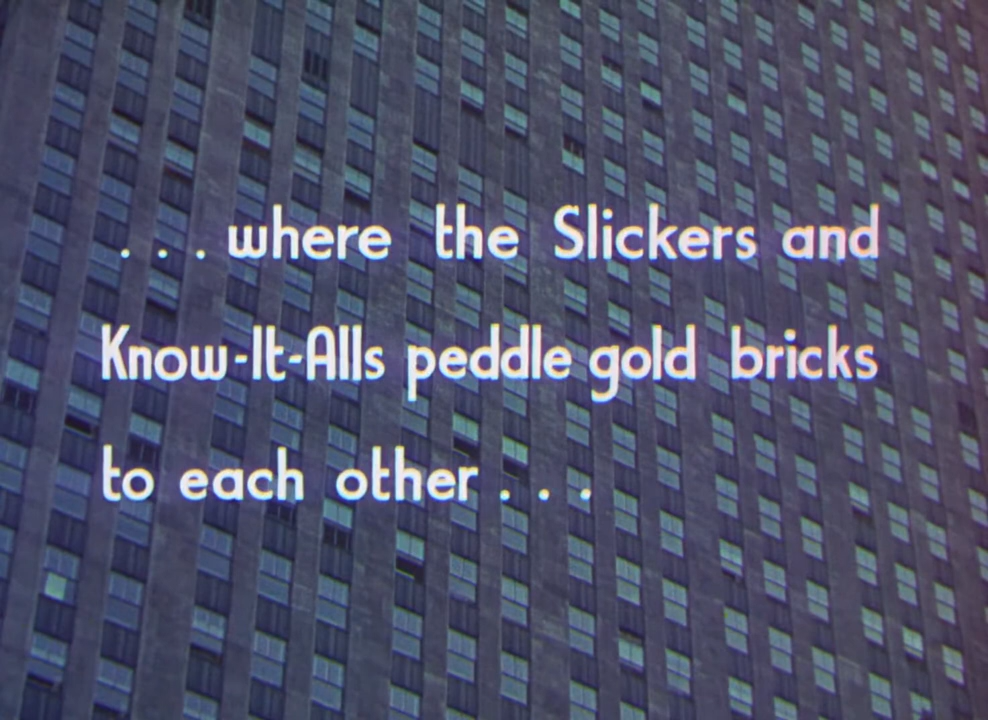 . . . where the Slickers and
Know-It-Alls peddle gold bricks
to each other . . .